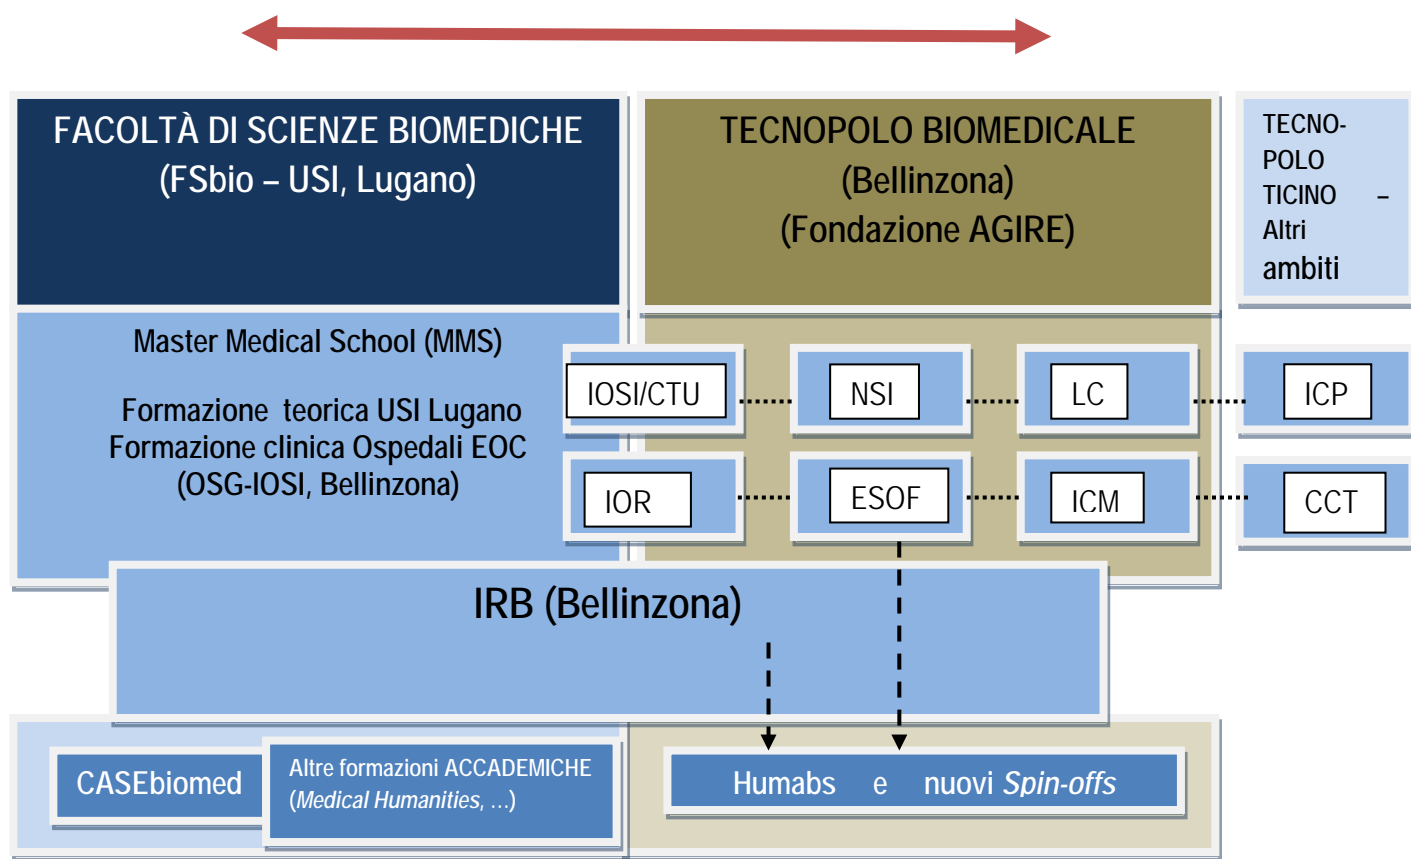 FACOLTÀ DI SCIENZE BIOMEDICHE
(FSbio – USI, Lugano)
TECNOPOLO BIOMEDICALE
(Bellinzona)
(Fondazione AGIRE)
TECNO-
POLO
TICINO –
Altri
ambiti
Master Medical School (MMS)
Formazione teorica USI Lugano
Formazione clinica Ospedali EOC
(OSG-IOSI, Bellinzona)
IOSI/CTU
NSI
LC
ICP
IOR
ESOF
ICM
CCT
IRB (Bellinzona)
CASEbiomed
Altre formazioni ACCADEMICHE
(Medical Humanities, …)
Humabs e nuovi Spin-offs